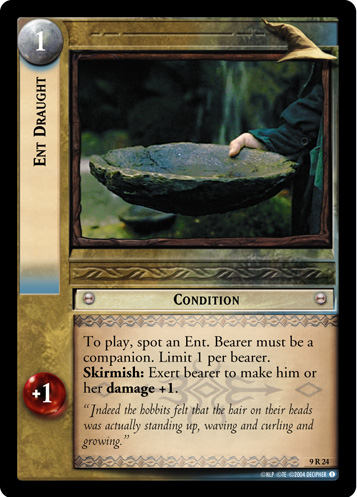 1
ENT DRAUGHT
CONDITION
To play, spot an Ent. Bearer must be a
companion. Limit 1 per bearer.
Skirmish: Exert bearer to make him or
her damage +1.
+1
"Indeed the hobbits felt that the hair on their heads
was actually standing up, waving and curling and
growing."
9 R 24
©NLP ™TE ©2004 DECIPHER 1